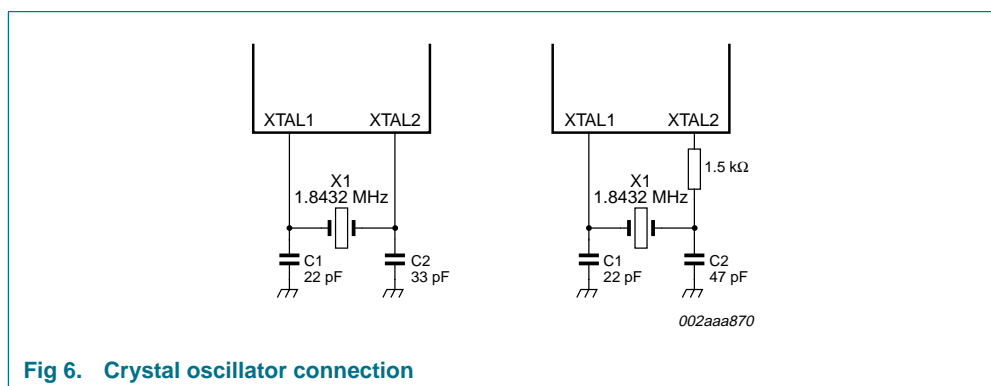 XTAL1 XTAL2
X1
1.8432 MHz
C1
22 pF
C2
33 pF
XTAL1 XTAL2
1.5 kΩ
X1
1.8432 MHz
C1
22 pF
C2
47 pF
002aaa870
Fig 6. Crystal oscillator connection